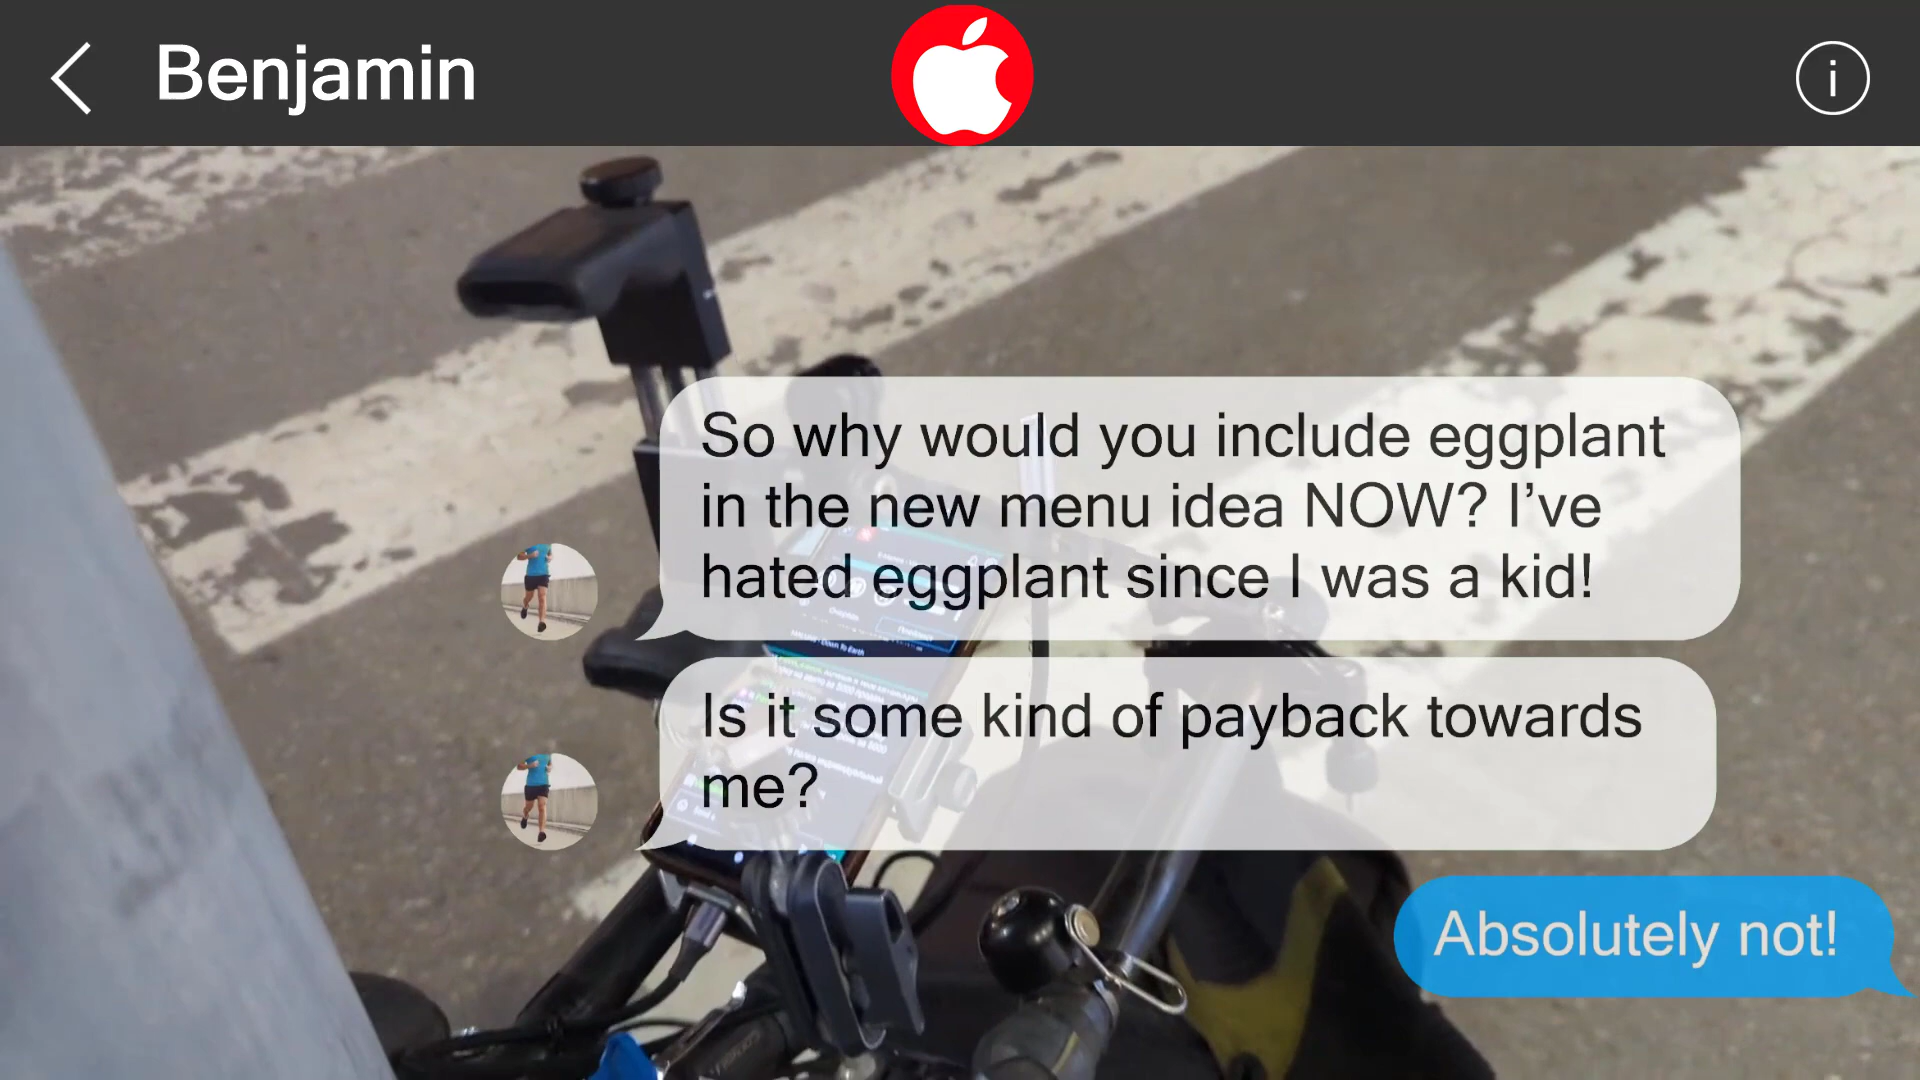 Benjamin
So why would you include eggplant
in the new menu idea NOW? I’ve
hated eggplant since I was a kid!
Is it some kind of payback towards
me?
Absolutely not!